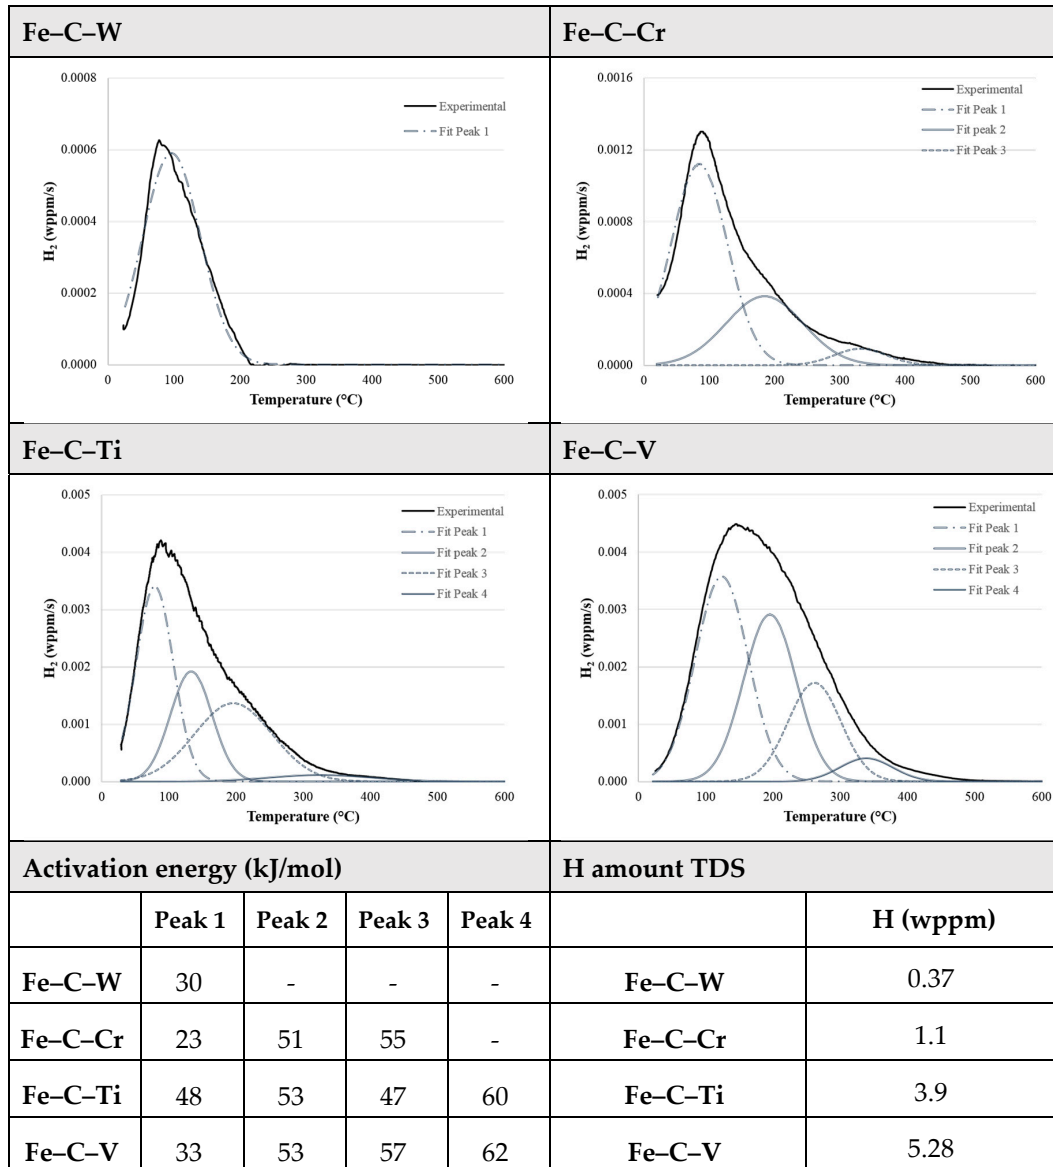 Fe–C–W
Fe–C–Cr
0.0008
0.0006
0.0004
0.0002
0.0000
H2 (wppm/s)
0 100 200 300 400 500 600
Temperature (°C)
Experimental
Fit Peak 1
0.0016
0.0012
0.0008
0.0004
0.0000
H2 (wppm/s)
0 100 200 300 400 500 600
Temperature (°C)
Experimental
Fit Peak 1
Fit peak 2
Fit Peak 3
Fe–C–Ti
Fe–C–V
0.005
0.004
0.003
0.002
0.001
0.000
H2 (wppm/s)
0 100 200 300 400 500 600
Temperature (°C)
Experimental
Fit Peak 1
Fit peak 2
Fit Peak 3
Fit Peak 4
0.005
0.004
0.003
0.002
0.001
0.000
H2 (wppm/s)
0 100 200 300 400 500 600
Temperature (°C)
Experimental
Fit Peak 1
Fit peak 2
Fit Peak 3
Fit Peak 4
Activation energy (kJ/mol) H amount TDS
Peak 1 Peak 2 Peak 3 Peak 4 H (wppm)
Fe–C–W 30 - - - Fe–C–W 0.37
Fe–C–Cr 23 51 55 - Fe–C–Cr 1.1
Fe–C–Ti 48 53 47 60 Fe–C–Ti 3.9
Fe–C–V 33 53 57 62 Fe–C–V 5.28